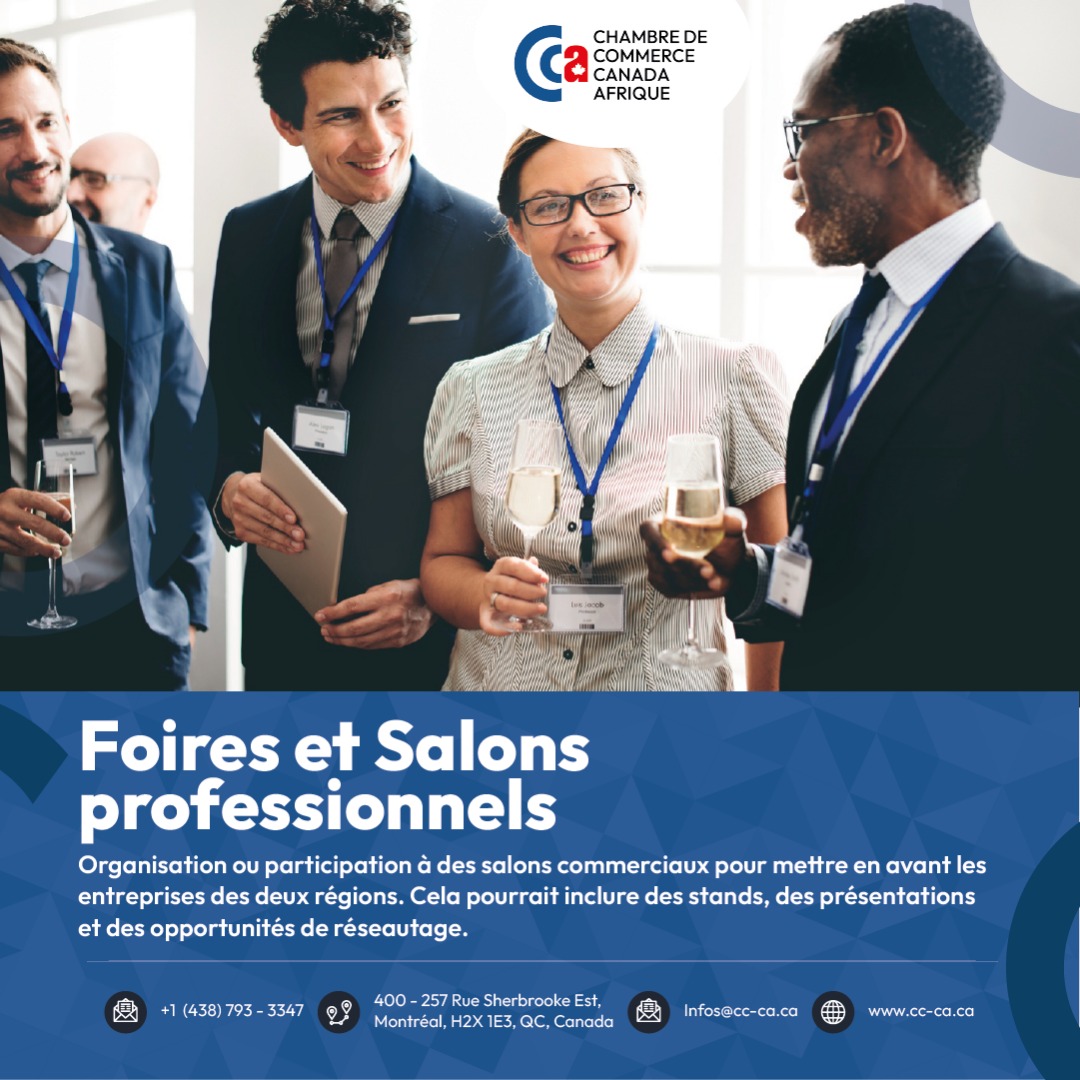 CHAMBRE DE
COMMERCE
CANADA
AFRIQUE
Foires et Salons
professionnels
Organisation ou participation à des salons commerciaux pour mettre en avant les
entreprises des deux régions. Cela pourrait inclure des stands, des présentations
et des opportunités de réseautage.
+1 (438) 793 - 3347
400 - 257 Rue Sherbrooke Est,
Montréal, H2X 1E3, QC, Canada
Infos@cc-ca.ca
www.cc-ca.ca